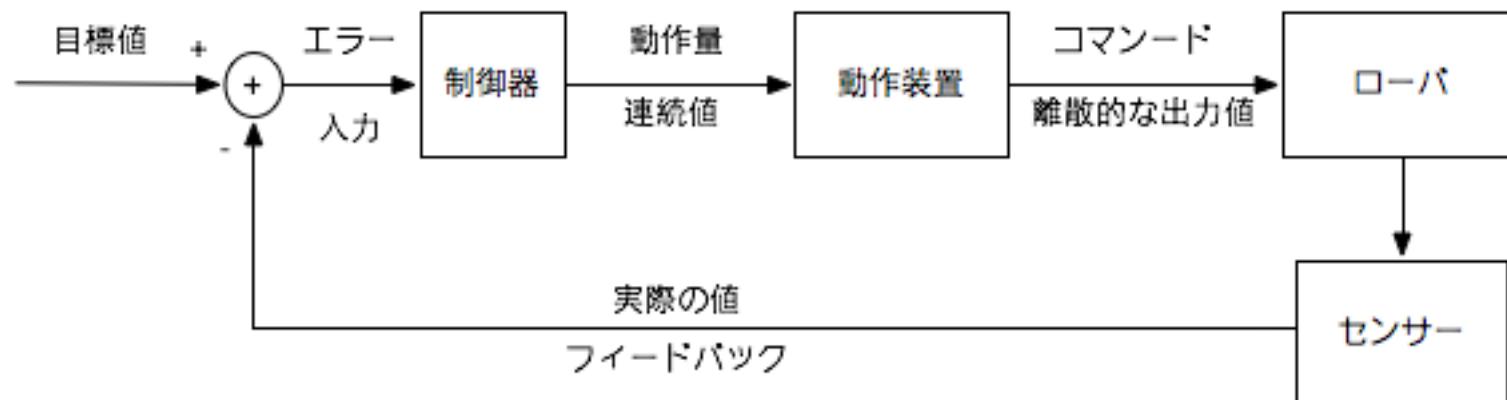 目標値
+
エラー
+
入力
-
制御器
動作量
連続値
動作装置
コマンード
離散的な出力値
ローバ
センサー
実際の値
フィードバック